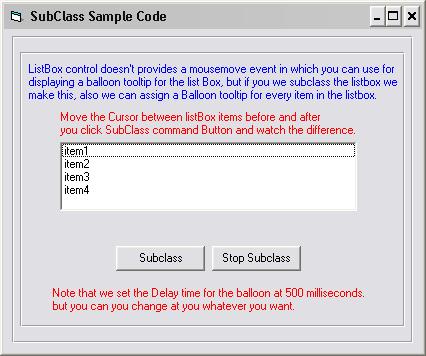 SubClass Sample Code
ListBox control doesn't provides a mousemove event in which you can use for
displaying a balloon tooltip for the list Box, but if you we subclass the listbox we
make this, also we can assign a Balloon tooltip for every item in the listbox.
Move the Cursor between listBox items before and after
you click SubClass command Button and watch the difference.
item1
item2
item3
item4
Subclass
Stop Subclass
Note that we set the Delay time for the balloon at 500 milliseconds.
but you can you change at you whatever you want.